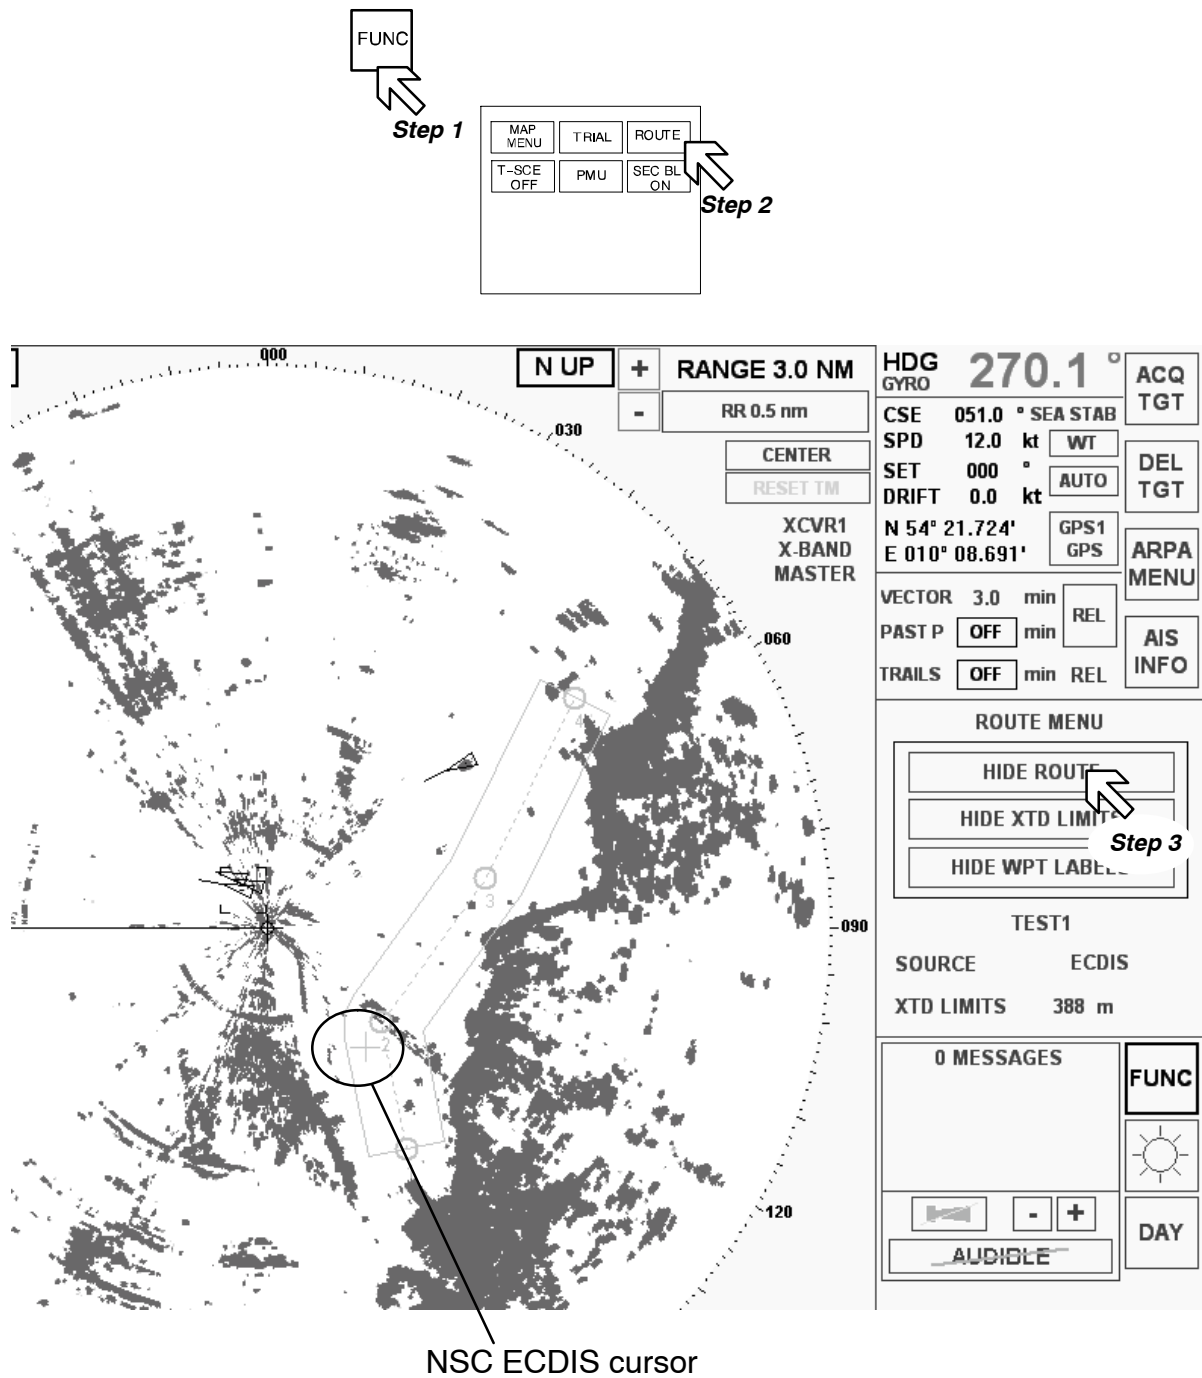 FUNC
Step 1
MAP MENU
TRIAL
ROUTE
T-SCE OFF
PMU
SEC BL ON
Step 2
000
030
060
090
120
N UP
+
-
RANGE 3.0 NM
RR 0.5 nm
CENTER
RESET TM
XCVR1
X-BAND
MASTER
4
3
2
HDG 270.1 °
GYRO
CSE 051.0 ° SEA STAB
SPD 12.0 kt WT
SET 000 °
AUTO
DRIFT 0.0 kt
N 54° 21.724'
E 010° 08.691'
GPS1
GPS
VECTOR 3.0 min
REL
PAST P OFF min
TRAILS OFF min REL
ACQ TGT
DEL TGT
ARPA MENU
AIS INFO
ROUTE MENU
HIDE ROUTE
HIDE XTD LIMITS
Step 3
HIDE WPT LABELS
TEST1
SOURCE ECDIS
XTD LIMITS 388 m
0 MESSAGES
FUNC
- +
AUDIBLE
DAY
NSC ECDIS cursor